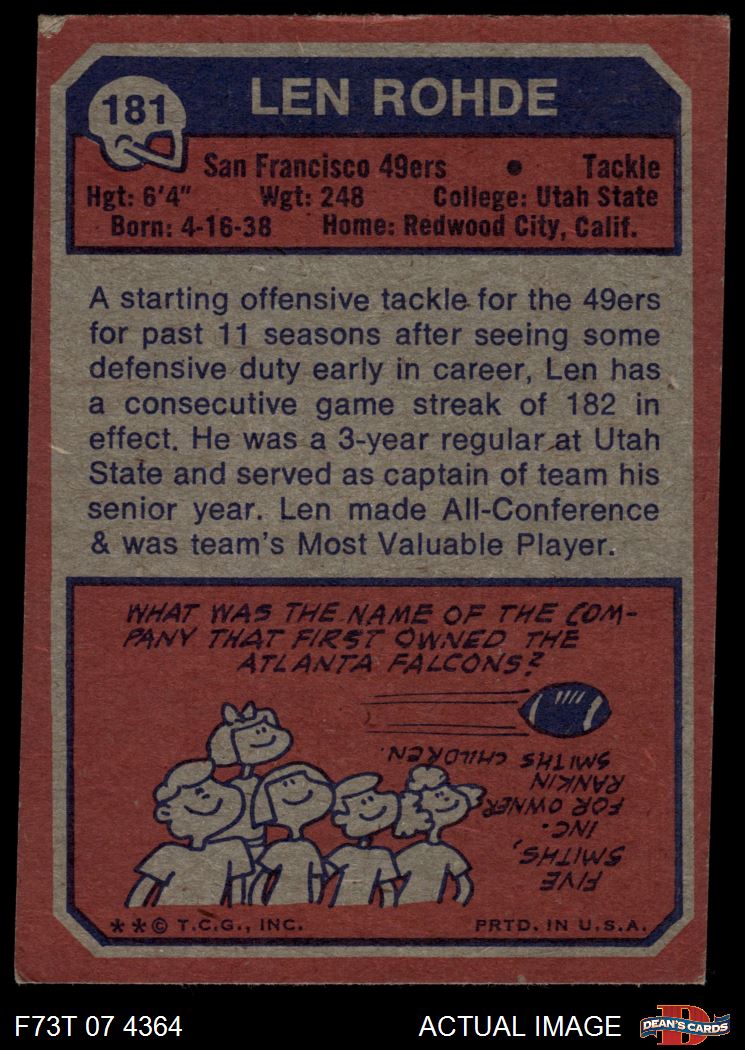 181
LEN ROHDE
San Francisco 49ers • Tackle
Hgt: 6'4" Wgt: 248 College: Utah State
Born: 4-16-38 Home: Redwood City, Calif.
A starting offensive tackle for the 49ers
for past 11 seasons after seeing some
defensive duty early in career, Len has
a consecutive game streak of 182 in
effect. He was a 3-year regular at Utah
State and served as captain of team his
senior year. Len made All-Conference
& was team's Most Valuable Player.
WHAT WAS THE NAME OF THE COM-
PANY THAT FIRST OWNED THE
ATLANTA FALCONS?
FIVE
SMITHS,
INC.
FOR OWNER
RANKIN
SMITHS CHILDREN.
**© T.C.G., INC. PRTD. IN U.S.A.
F73T 07 4364 ACTUAL IMAGE D DEAN'S CARDS